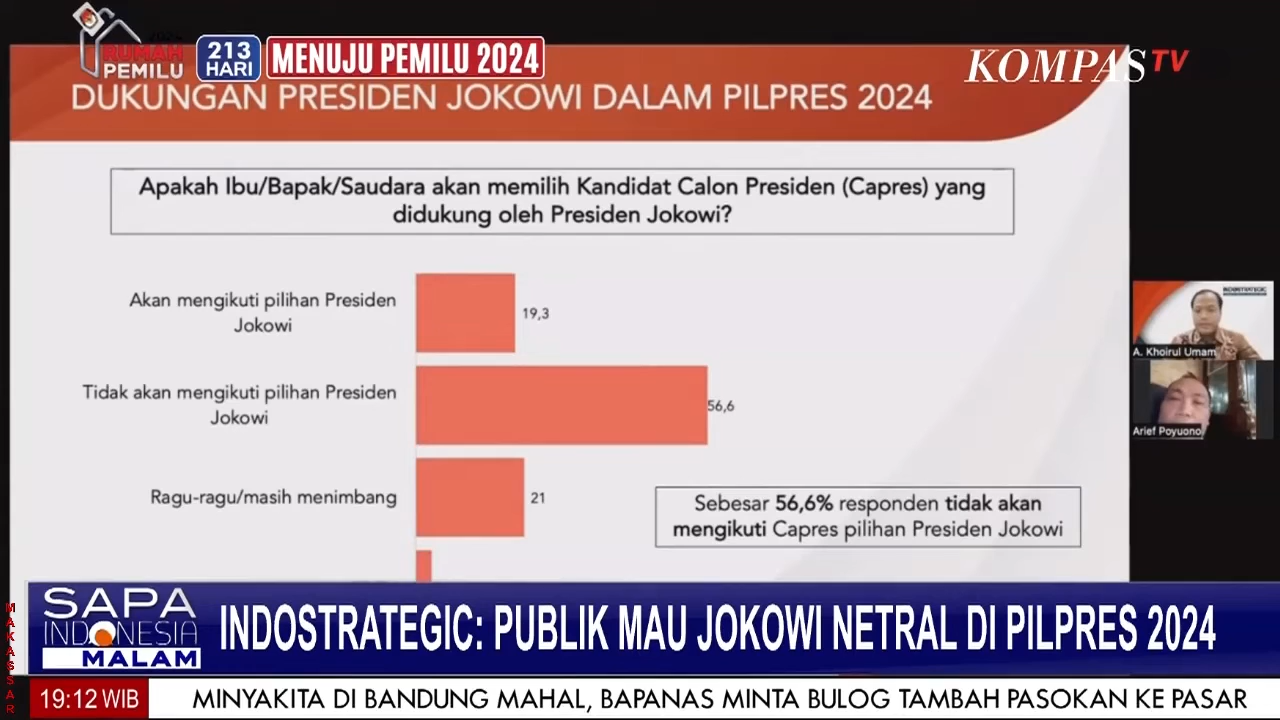 RUMAH
PEMILU
213
HARI
MENUJU PEMILU 2024
KOMPAS TV
DUKUNGAN PRESIDEN JOKOWI DALAM PILPRES 2024
Apakah Ibu/Bapak/Saudara akan memilih Kandidat Calon Presiden (Capres) yang
didukung oleh Presiden Jokowi?
Akan mengikuti pilihan Presiden
Jokowi
19,3
Tidak akan mengikuti pilihan Presiden
Jokowi
56,6
Ragu-ragu/masih menimbang
21
Sebesar 56,6% responden tidak akan
mengikuti Capres pilihan Presiden Jokowi
INDOSTRATEGIC
A. Khoirul Umam
Arief Poyuono
SAPA
INDONESIA
MALAM
INDOSTRATEGIC: PUBLIK MAU JOKOWI NETRAL DI PILPRES 2024
MAKASSAR
19:12 WIB
MINYAKITA DI BANDUNG MAHAL, BAPANAS MINTA BULOG TAMBAH PASOKAN KE PASAR